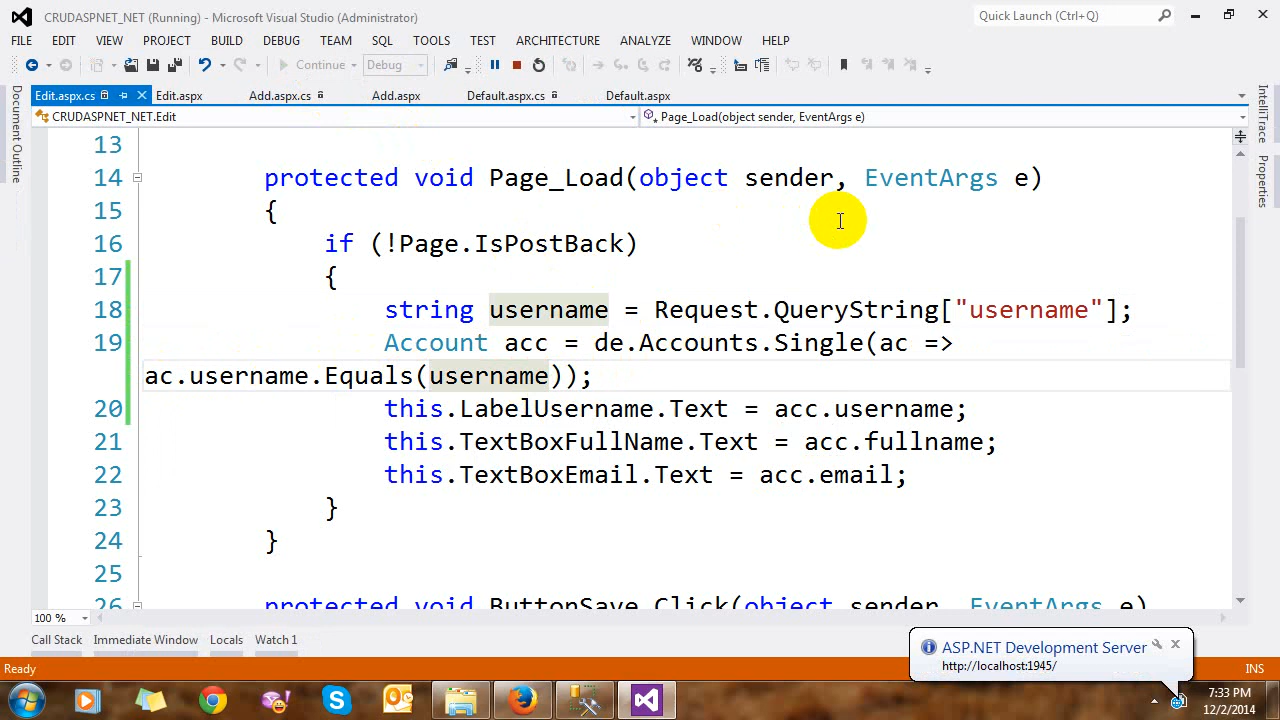 CRUDASPNET_NET (Running) - Microsoft Visual Studio (Administrator)
Quick Launch (Ctrl+Q)
FILE EDIT VIEW PROJECT BUILD DEBUG TEAM SQL TOOLS TEST ARCHITECTURE ANALYZE WINDOW HELP
Continue Debug
Edit.aspx.cs Edit.aspx Add.aspx.cs Add.aspx Default.aspx.cs Default.aspx
CRUDASPNET_NET.Edit Page_Load(object sender, EventArgs e)
Document Outline
IntelliTrace
Properties
13
14 protected void Page_Load(object sender, EventArgs e)
15 {
16 if (!Page.IsPostBack)
17 {
18 string username = Request.QueryString["username"];
19 Account acc = de.Accounts.Single(ac =>
ac.username.Equals(username));
20 this.LabelUsername.Text = acc.username;
21 this.TextBoxFullName.Text = acc.fullname;
22 this.TextBoxEmail.Text = acc.email;
23 }
24 }
25
26 protected void ButtonSave_Click(object sender, EventArgs e)
100 %
Call Stack Immediate Window Locals Watch 1
ASP.NET Development Server
http://localhost:1945/
Ready INS
7:33 PM
12/2/2014